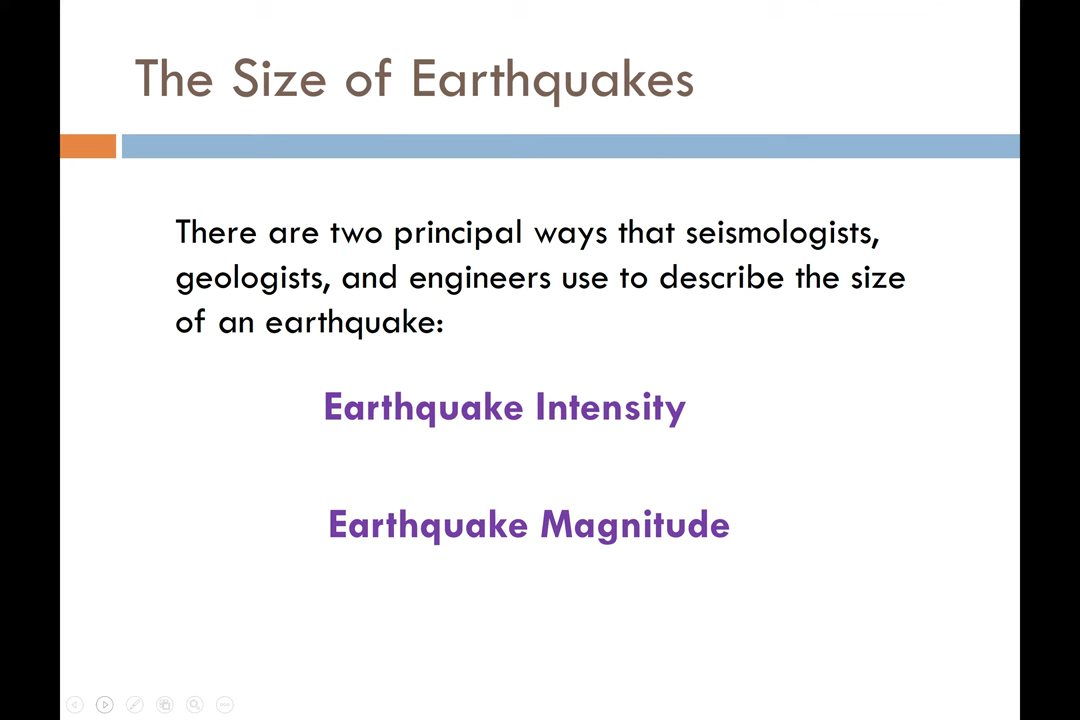 The Size of Earthquakes
There are two principal ways that seismologists,
geologists, and engineers use to describe the size
of an earthquake:
Earthquake Intensity
Earthquake Magnitude